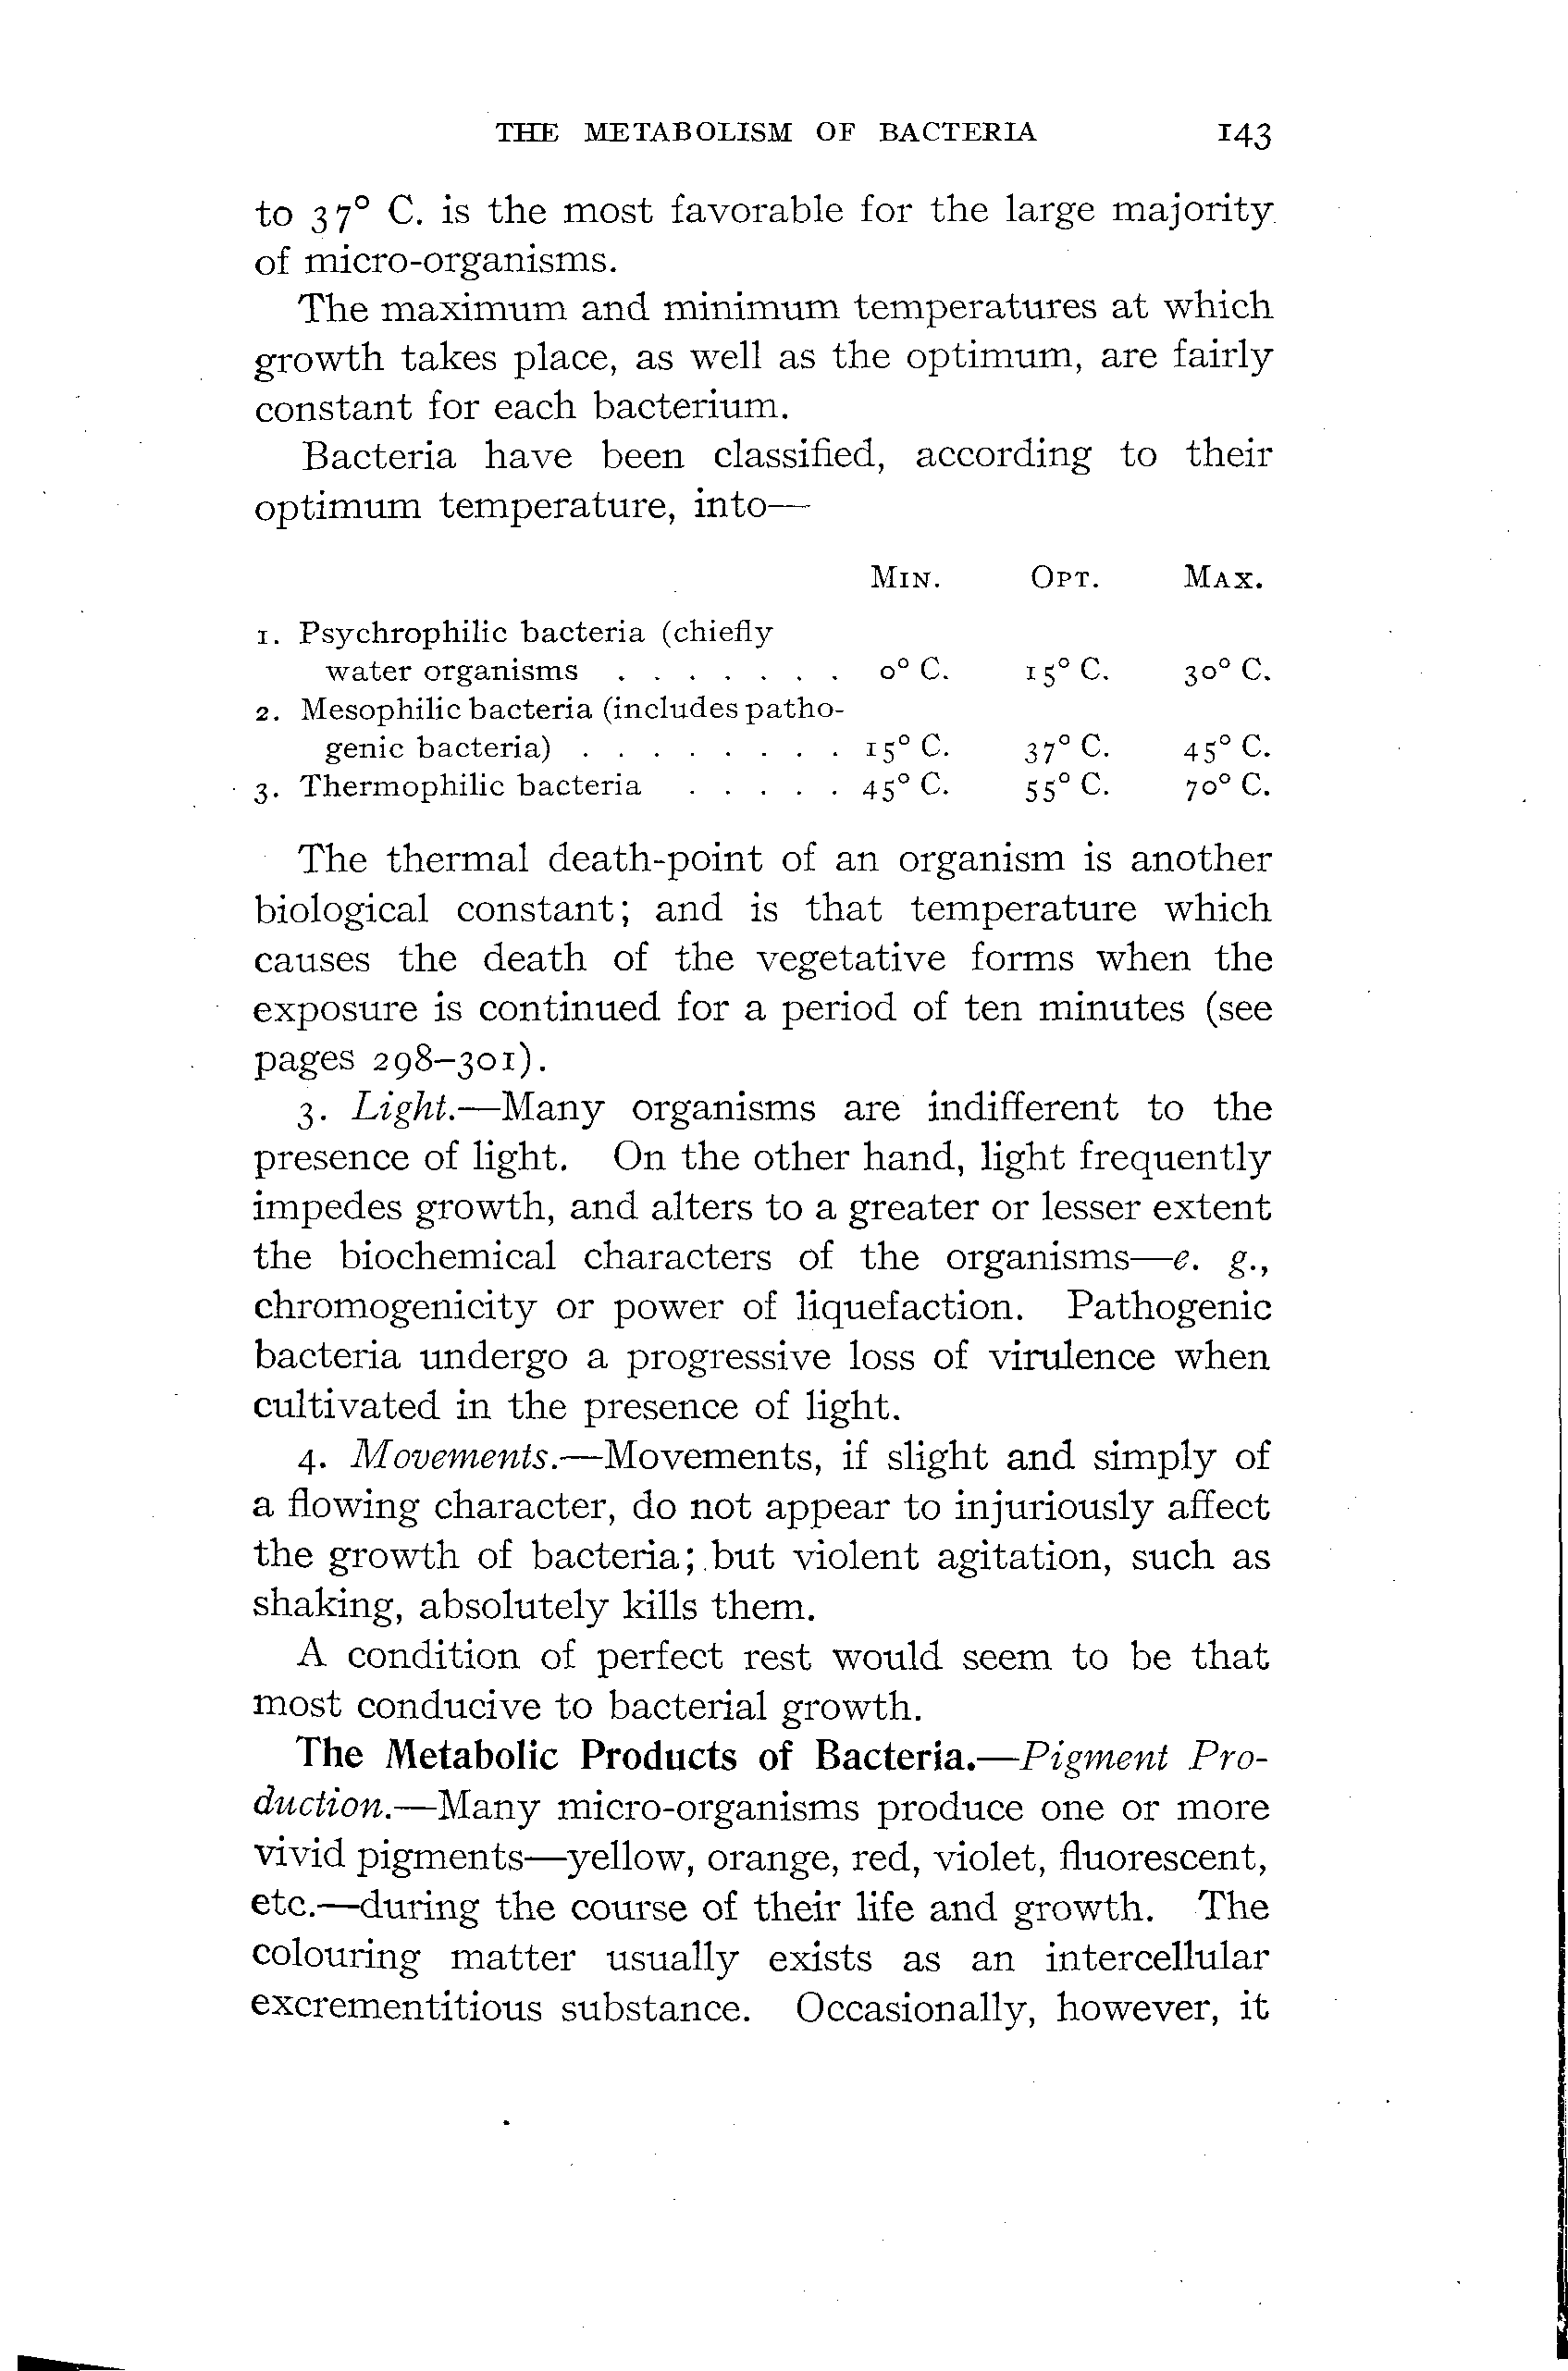 THE METABOLISM OF BACTERIA 143
to 37° C. is the most favorable for the large majority
of micro-organisms.
The maximum and minimum temperatures at which
growth takes place, as well as the optimum, are fairly
constant for each bacterium.
Bacteria have been classified, according to their
optimum temperature, into—
MIN. OPT. MAX.
1. Psychrophilic bacteria (chiefly
water organisms . . . . . . . 0° C. 15° C. 30° C.
2. Mesophilic bacteria (includes patho-
genic bacteria) . . . . . . . . 15° C. 37° C. 45° C.
3. Thermophilic bacteria . . . . . 45° C. 55° C. 70° C.
The thermal death-point of an organism is another
biological constant; and is that temperature which
causes the death of the vegetative forms when the
exposure is continued for a period of ten minutes (see
pages 298–301).
3. Light.—Many organisms are indifferent to the
presence of light. On the other hand, light frequently
impedes growth, and alters to a greater or lesser extent
the biochemical characters of the organisms—e. g.,
chromogenicity or power of liquefaction. Pathogenic
bacteria undergo a progressive loss of virulence when
cultivated in the presence of light.
4. Movements.—Movements, if slight and simply of
a flowing character, do not appear to injuriously affect
the growth of bacteria; but violent agitation, such as
shaking, absolutely kills them.
A condition of perfect rest would seem to be that
most conducive to bacterial growth.
The Metabolic Products of Bacteria.—Pigment Pro-
duction.—Many micro-organisms produce one or more
vivid pigments—yellow, orange, red, violet, fluorescent,
etc.—during the course of their life and growth. The
colouring matter usually exists as an intercellular
excrementitious substance. Occasionally, however, it